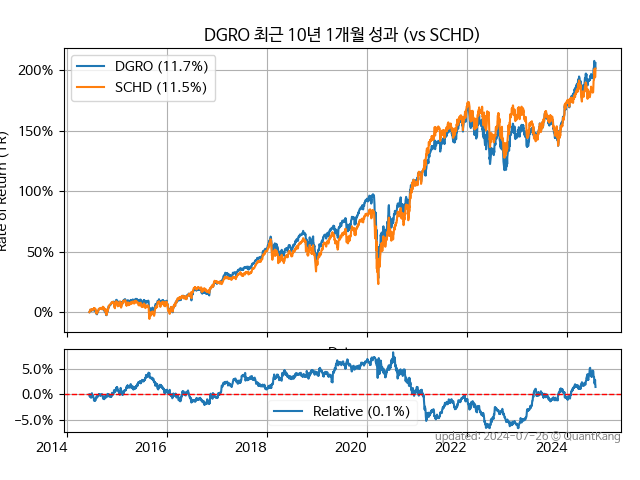 DGRO 최근 10년 1개월 성과 (vs SCHD)
DGRO (11.7%)
SCHD (11.5%)
200%
150%
100%
50%
0%
Rate of Return (TR)
5.0%
0.0%
−5.0%
Relative (0.1%)
2014 2016 2018 2020 2022 2024
updated: 2024-07-26 © QuantKang